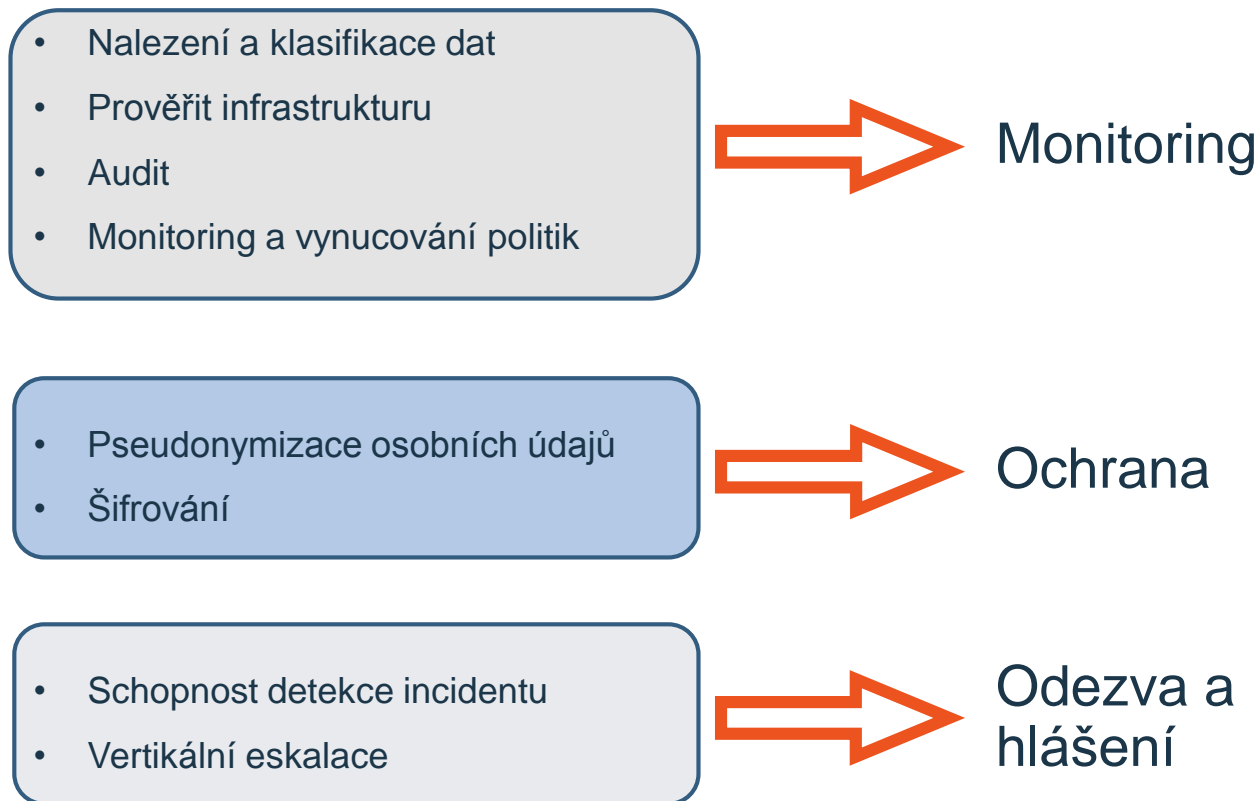 • Nalezení a klasifikace dat
• Prověřit infrastrukturu
• Audit
• Monitoring a vynucování politik
Monitoring
• Pseudonymizace osobních údajů
• Šifrování
Ochrana
• Schopnost detekce incidentu
• Vertikální eskalace
Odezva a
hlášení